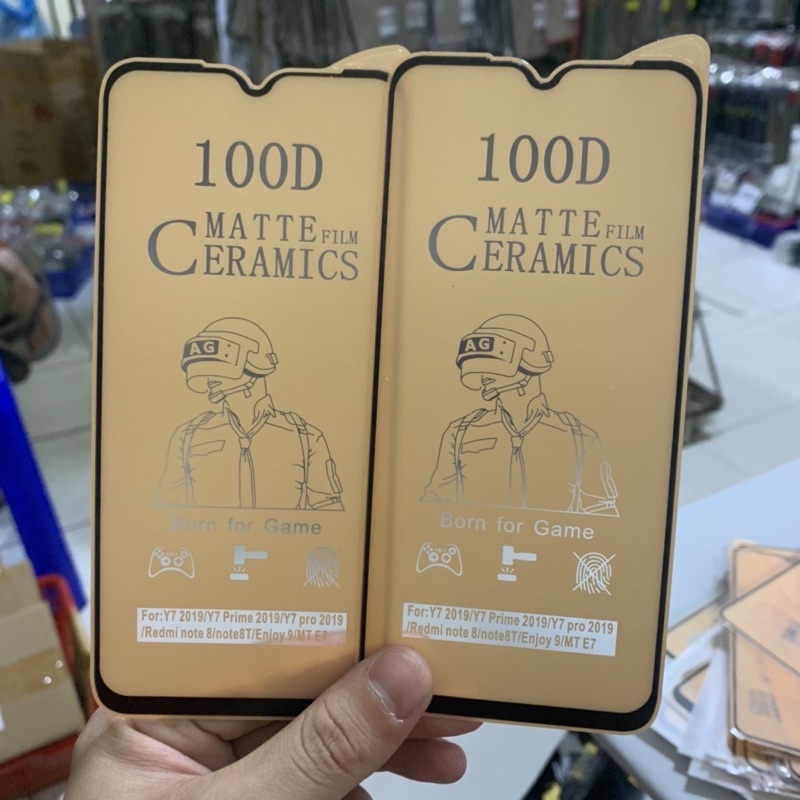 100D
MATTE FILM
CERAMICS
AG
Born for Game
For:Y7 2019/Y7 Prime 2019/Y7 pro 2019
/Redmi note 8/note8T/Enjoy 9/MT E7
100D
MATTE FILM
CERAMICS
AG
Born for Game
For:Y7 2019/Y7 Prime 2019/Y7 pro 2019
/Redmi note 8/note8T/Enjoy 9/MT E7